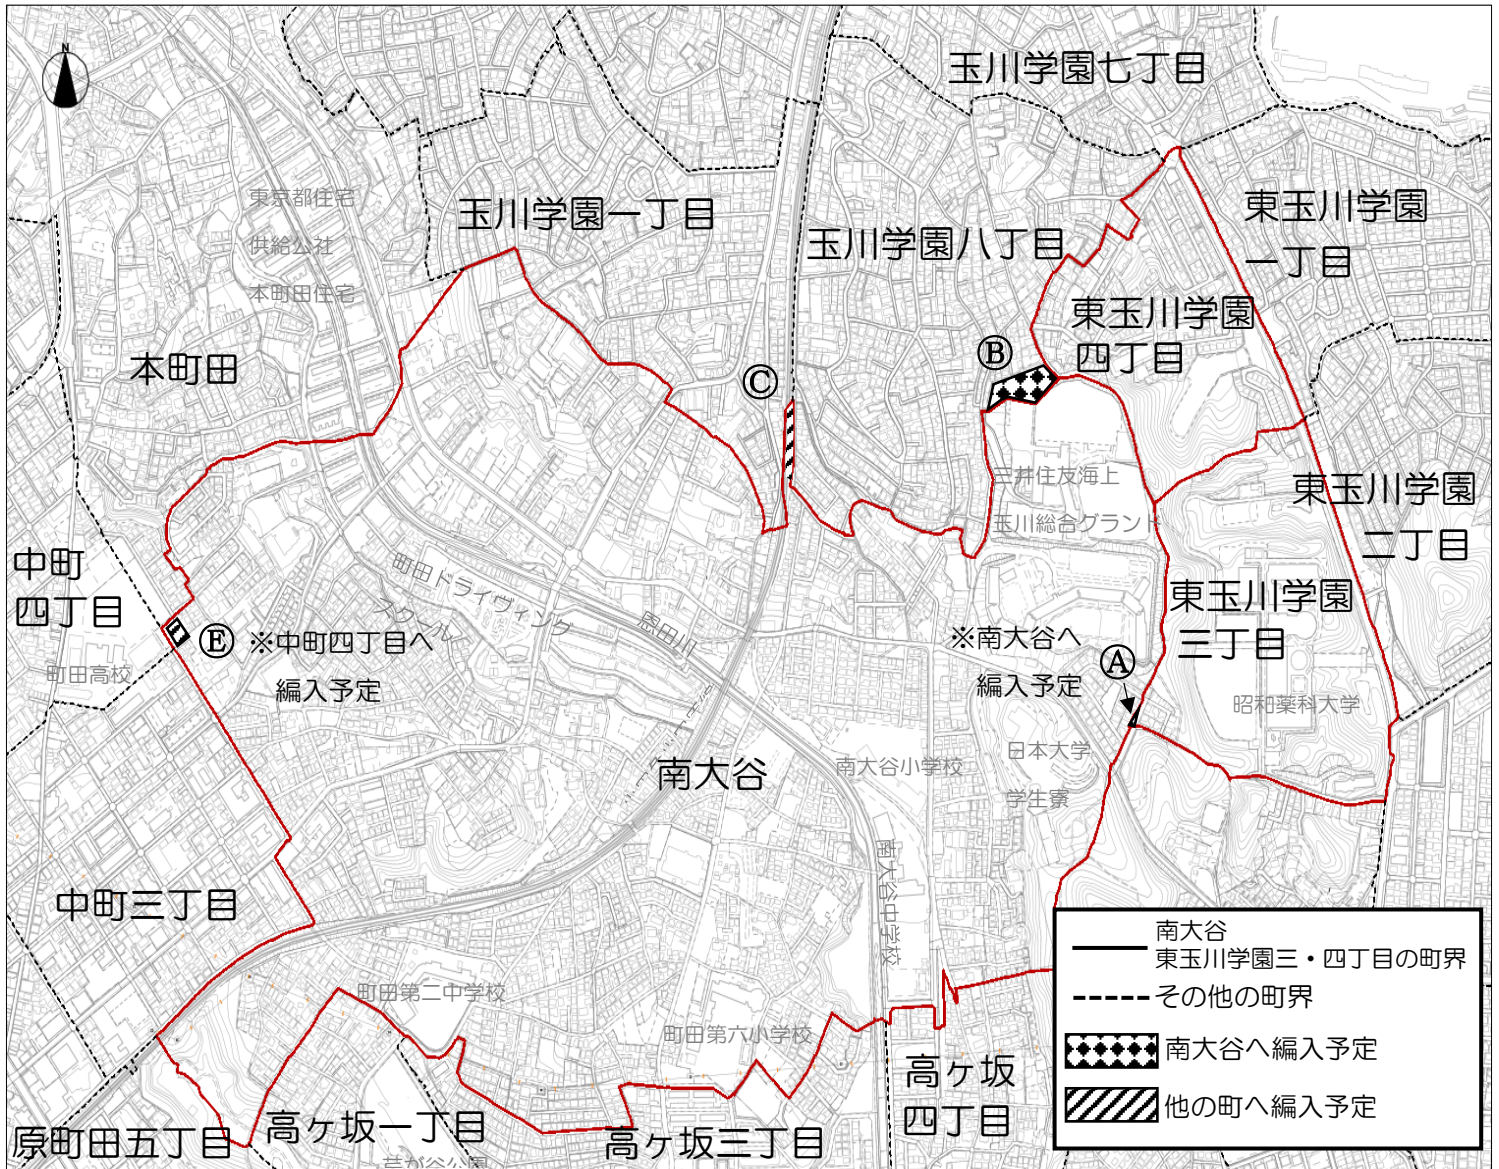 N
玉川学園七丁目
東京都住宅
供給公社
本町田住宅
玉川学園一丁目
玉川学園八丁目
東玉川学園
一丁目
東玉川学園
四丁目
本町田
Ⓑ
Ⓒ
三井住友海上
玉川総合グランド
東玉川学園
二丁目
中町
四丁目
町田ドライヴィング
スクール
恩田川
東玉川学園
三丁目
Ⓔ
※中町四丁目へ
編入予定
※南大谷へ
編入予定
Ⓐ
町田高校
昭和薬科大学
南大谷
南大谷小学校
日本大学
学生寮
中町三丁目
南大谷中学校
町田第二中学校
町田第六小学校
高ヶ坂
四丁目
原町田五丁目
高ヶ坂一丁目
高ヶ坂三丁目
芹が谷公園
南大谷
東玉川学園三・四丁目の町界
その他の町界
南大谷へ編入予定
他の町へ編入予定